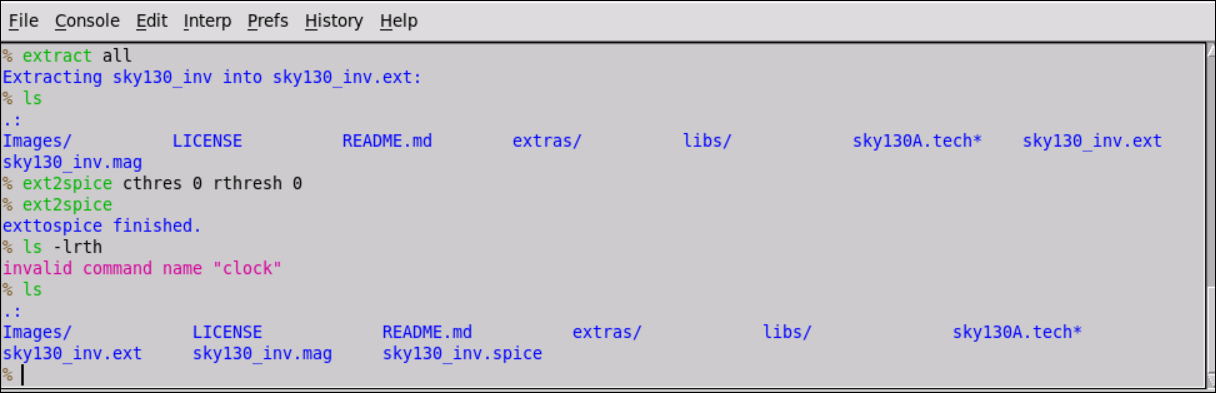 File Console Edit Interp Prefs History Help
% extract all
Extracting sky130_inv into sky130_inv.ext:
% ls
.:
Images/ LICENSE README.md extras/ libs/ sky130A.tech* sky130_inv.ext
sky130_inv.mag
% ext2spice cthres 0 rthresh 0
% ext2spice
exttospice finished.
% ls -lrth
invalid command name "clock"
% ls
.:
Images/ LICENSE README.md extras/ libs/ sky130A.tech*
sky130_inv.ext sky130_inv.mag sky130_inv.spice
%